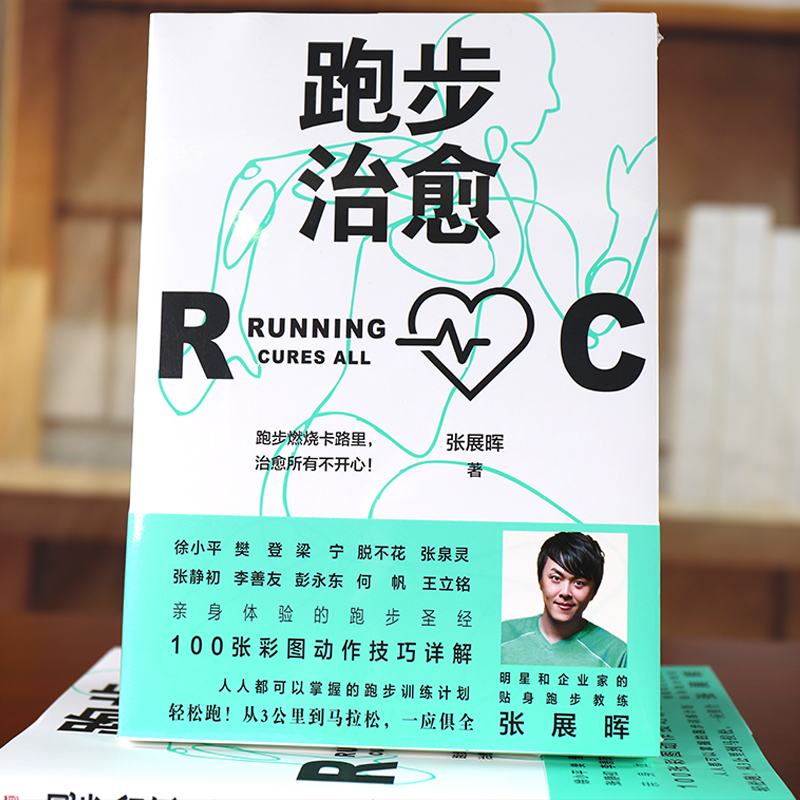 跑步
治愈
R RUNNING C
CURES ALL
跑步燃烧卡路里，
治愈所有不开心！
张展晖
著
徐小平 樊登 梁宁 脱不花 张泉灵
张静初 李善友 彭永东 何帆 王立铭
亲身体验的跑步圣经
100张彩图动作技巧详解
人人都可以掌握的跑步训练计划
轻松跑！从3公里到马拉松，一应俱全
明星和企业家的
贴身跑步教练
张展晖